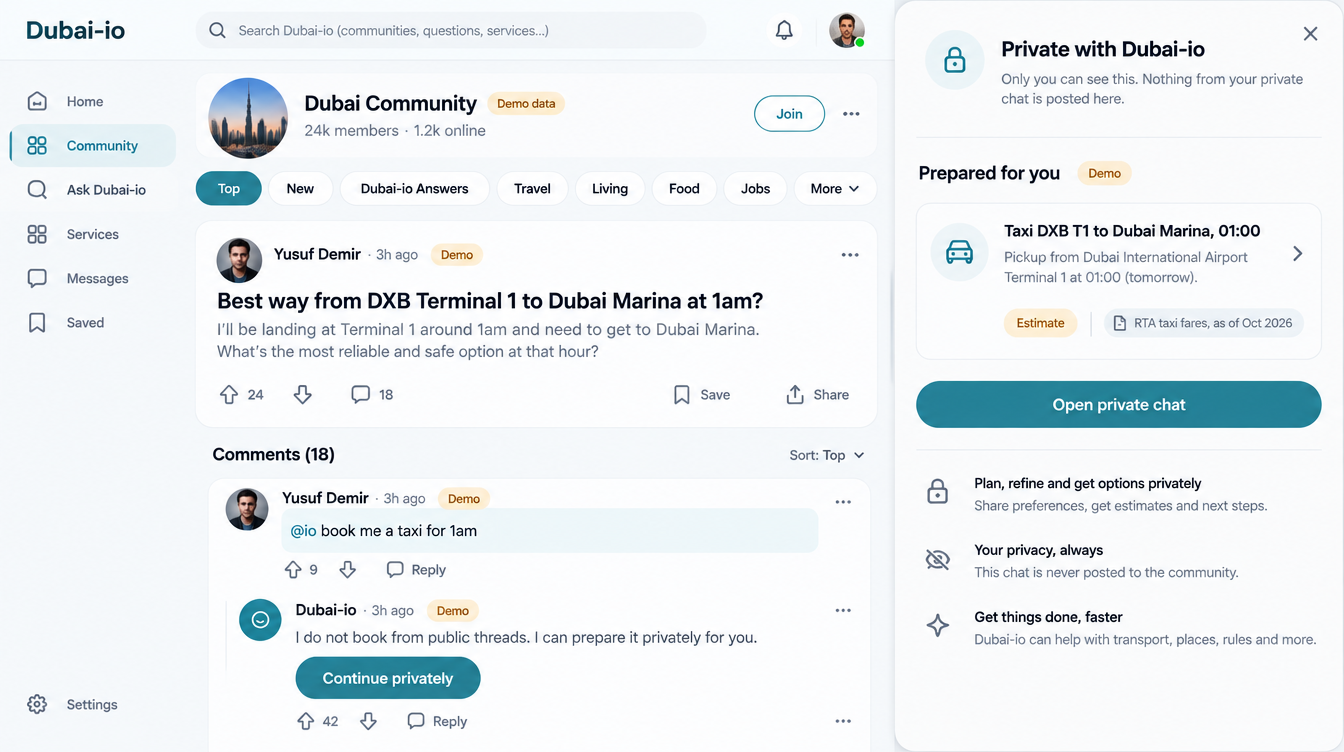 Dubai-io
Search Dubai-io (communities, questions, services...)
Home
Community
Ask Dubai-io
Services
Messages
Saved
Settings
Dubai Community
Demo data
24k members · 1.2k online
Join
Top
New
Dubai-io Answers
Travel
Living
Food
Jobs
More
Yusuf Demir · 3h ago Demo
Best way from DXB Terminal 1 to Dubai Marina at 1am?
I’ll be landing at Terminal 1 around 1am and need to get to Dubai Marina.
What’s the most reliable and safe option at that hour?
24
18
Save
Share
Comments (18)
Sort: Top
Yusuf Demir · 3h ago Demo
@io book me a taxi for 1am
9
Reply
Dubai-io · 3h ago Demo
I do not book from public threads. I can prepare it privately for you.
Continue privately
42
Reply
Private with Dubai-io
Only you can see this. Nothing from your private
chat is posted here.
Prepared for you
Demo
Taxi DXB T1 to Dubai Marina, 01:00
Pickup from Dubai International Airport
Terminal 1 at 01:00 (tomorrow).
Estimate
RTA taxi fares, as of Oct 2026
Open private chat
Plan, refine and get options privately
Share preferences, get estimates and next steps.
Your privacy, always
This chat is never posted to the community.
Get things done, faster
Dubai-io can help with transport, places, rules and more.